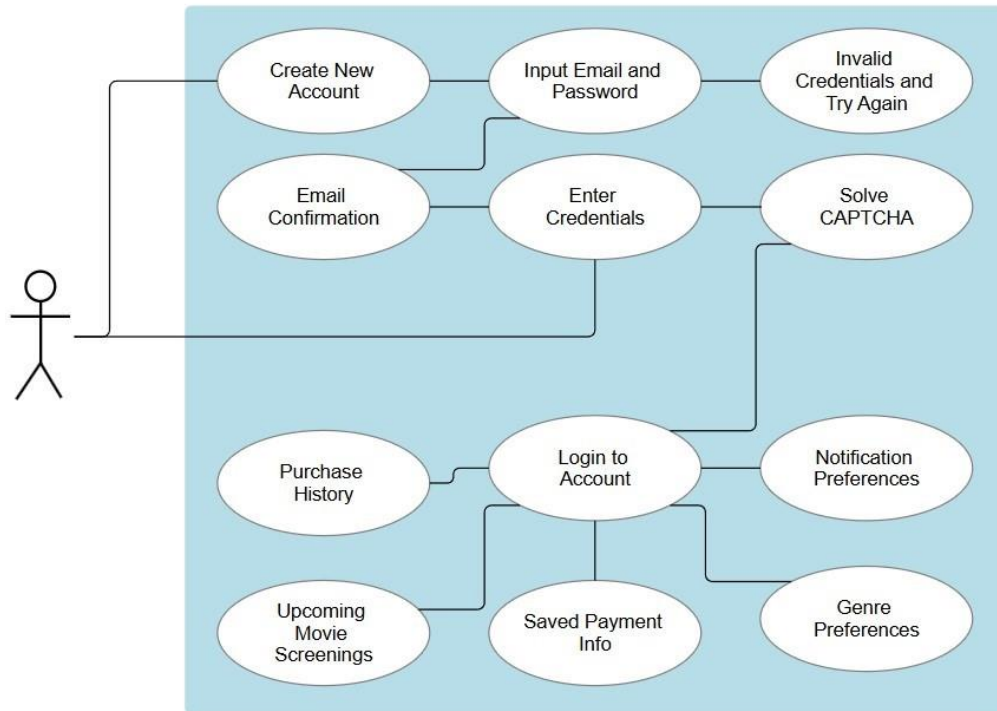 Create New
Account
Input Email and
Password
Invalid
Credentials and
Try Again
Email
Confirmation
Enter
Credentials
Solve
CAPTCHA
Purchase
History
Login to
Account
Notification
Preferences
Upcoming
Movie
Screenings
Saved Payment
Info
Genre
Preferences